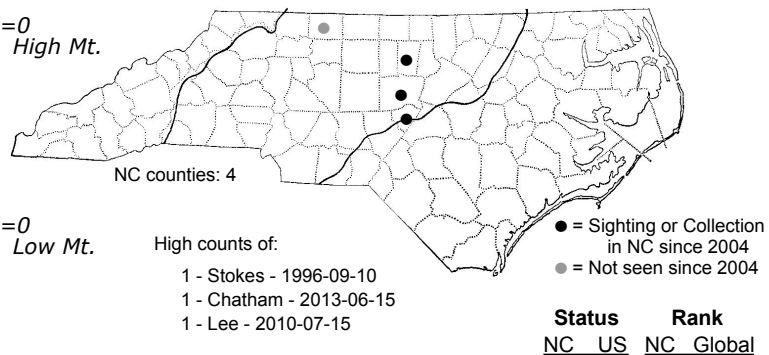 =0
High Mt.
NC counties: 4
=0
Low Mt.
High counts of:
1 - Stokes - 1996-09-10
1 - Chatham - 2013-06-15
1 - Lee - 2010-07-15
● = Sighting or Collection
in NC since 2004
● = Not seen since 2004
Status Rank
NC US NC Global